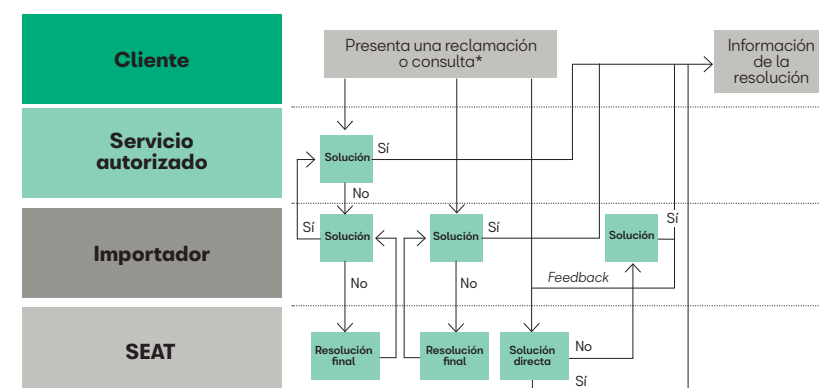 Cliente
Presenta una reclamación
o consulta*
Información
de la
resolución
Servicio
autorizado
Solución
Sí
No
Importador
Sí
Solución
Solución
Sí
Solución
Sí
No
No
Feedback
SEAT
Resolución
final
Resolución
final
Solución
directa
No
Sí